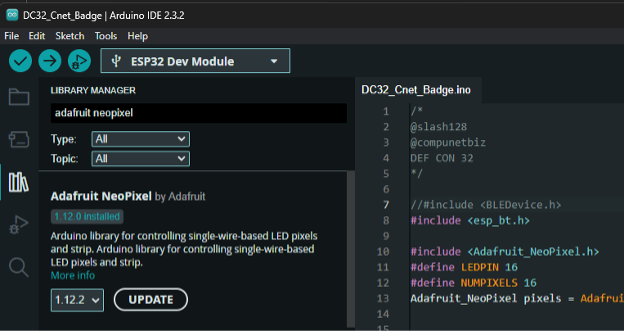 DC32_Cnet_Badge | Arduino IDE 2.3.2
File Edit Sketch Tools Help
ESP32 Dev Module
LIBRARY MANAGER
adafruit neopixel
Type: All
Topic: All
Adafruit NeoPixel by Adafruit
1.12.0 installed
Arduino library for controlling single-wire-based LED pixels
and strip. Arduino library for controlling single-wire-based
LED pixels and strip.
More info
1.12.2 UPDATE
DC32_Cnet_Badge.ino
1 /*
2 @slash128
3 @compunetbiz
4 DEF CON 32
5 */
6
7 //#include <BLEDevice.h>
8 #include <esp_bt.h>
9
10 #include <Adafruit_NeoPixel.h>
11 #define LEDPIN 16
12 #define NUMPIXELS 16
13 Adafruit_NeoPixel pixels = Adafrui
14
15